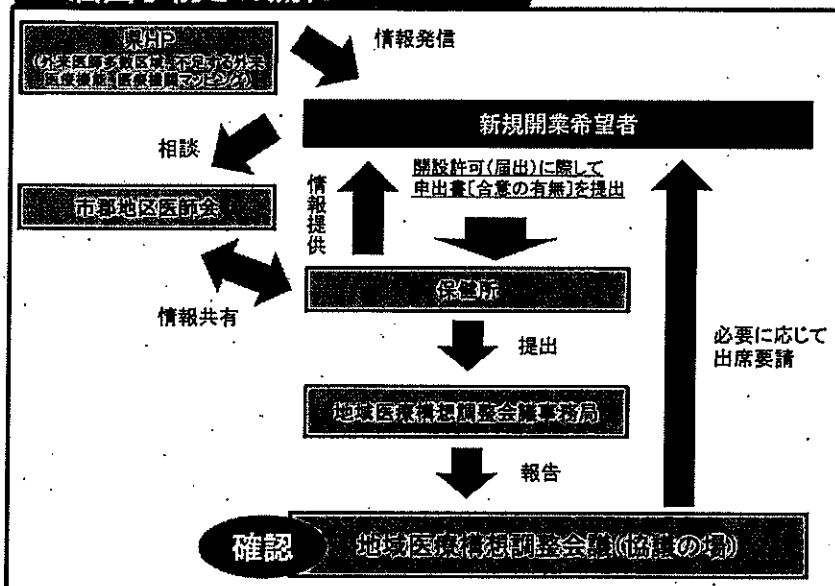 県HP
(外来医師多数区域、不足する外来
医療機能、医療機関マッピング)
情報発信
新規開業希望者
相談
開設許可(届出)に際して
申出書[合意の有無]を提出
情報提供
市郡地区医師会
保健所
情報共有
提出
必要に応じて
出席要請
地域医療構想調整会議事務局
報告
確認
地域医療構想調整会議(協議の場)